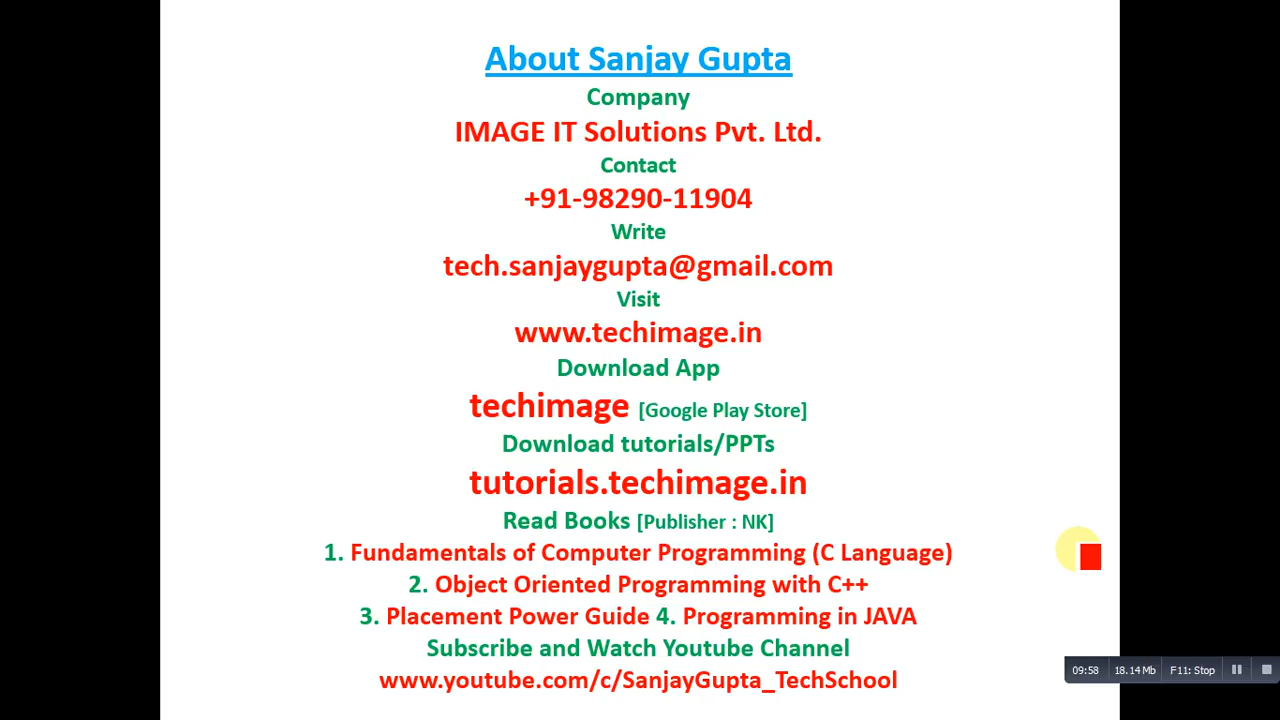 About Sanjay Gupta
Company
IMAGE IT Solutions Pvt. Ltd.
Contact
+91-98290-11904
Write
tech.sanjaygupta@gmail.com
Visit
www.techimage.in
Download App
techimage [Google Play Store]
Download tutorials/PPTs
tutorials.techimage.in
Read Books [Publisher : NK]
1. Fundamentals of Computer Programming (C Language)
2. Object Oriented Programming with C++
3. Placement Power Guide 4. Programming in JAVA
Subscribe and Watch Youtube Channel
www.youtube.com/c/SanjayGupta_TechSchool
09:58 18.14 Mb F11: Stop